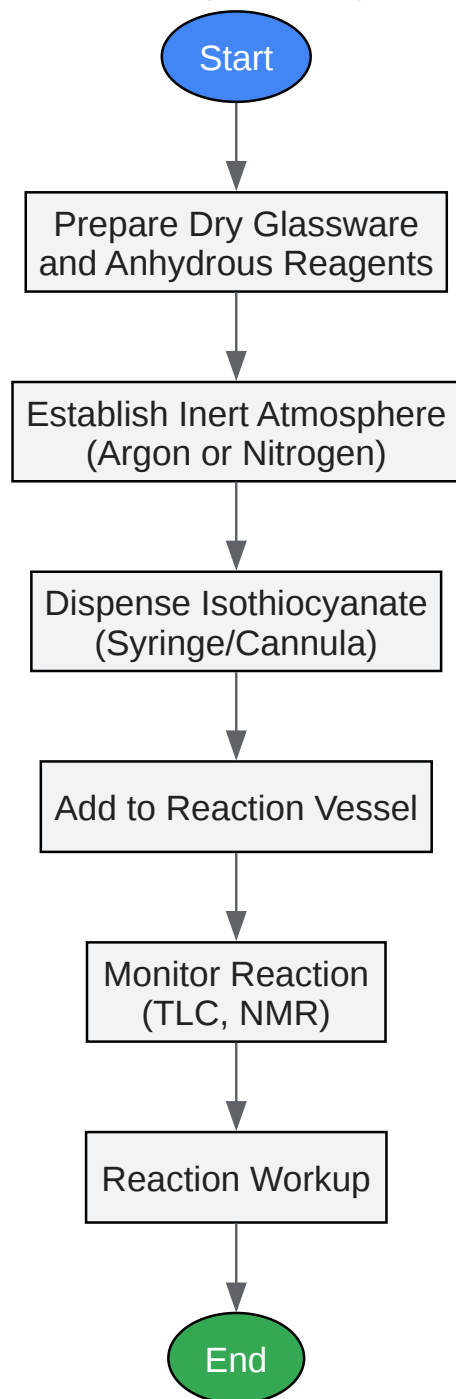 Start
Prepare Dry Glassware
and Anhydrous Reagents
Establish Inert Atmosphere
(Argon or Nitrogen)
Dispense Isothiocyanate
(Syringe/Cannula)
Add to Reaction Vessel
Monitor Reaction
(TLC, NMR)
Reaction Workup
End